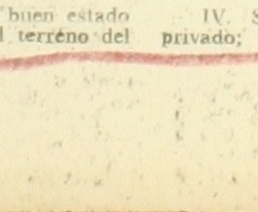 buen estado
terreno del
IV. S
privado;